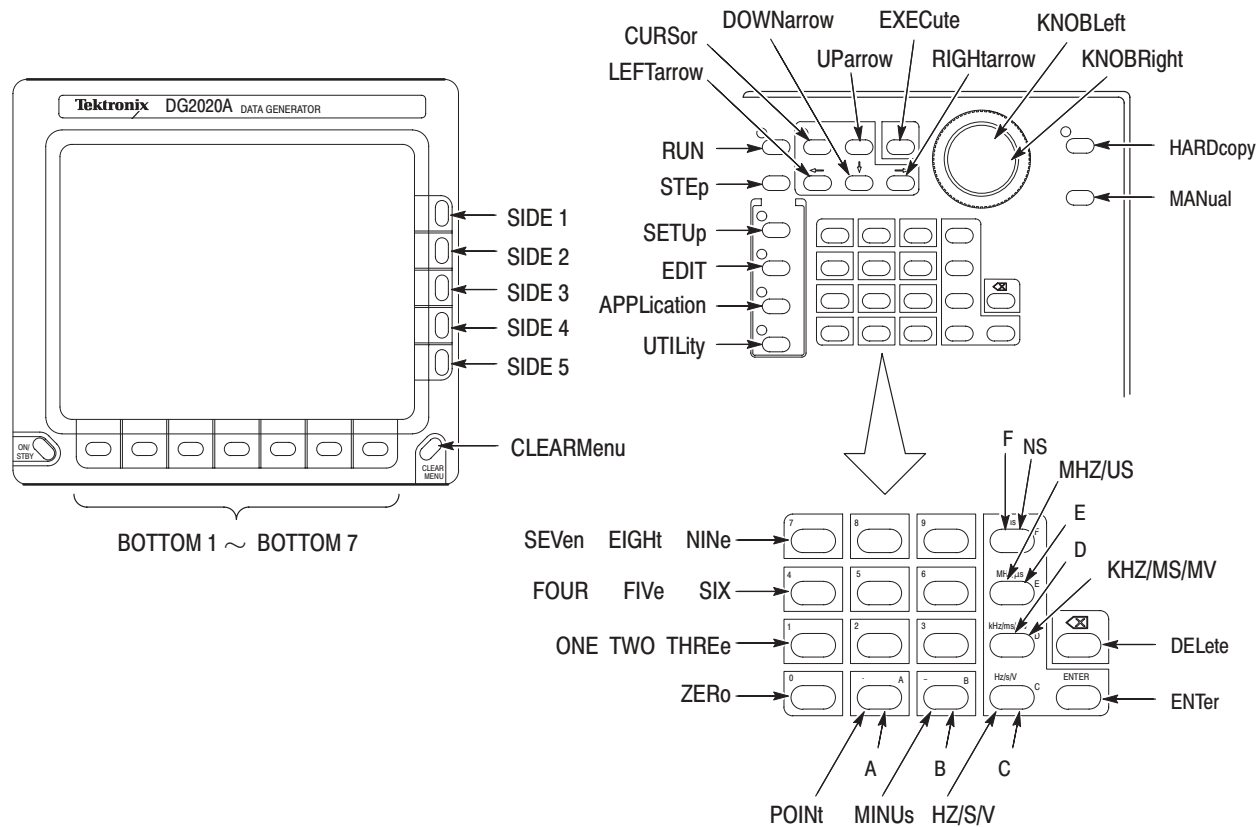 Tektronix DG2020A DATA GENERATOR
SIDE 1
SIDE 2
SIDE 3
SIDE 4
SIDE 5
ON/
STBY
CLEAR
MENU
CLEARMenu
BOTTOM 1 ～ BOTTOM 7
DOWNarrow
EXECute
KNOBLeft
CURSor
UParrow
RIGHtarrow
KNOBRight
LEFTarrow
RUN
STEp
SETUp
EDIT
APPLication
UTILity
HARDcopy
MANual
F
NS
MHZ/US
E
D
KHZ/MS/MV
SEVen EIGHt NINe
7
8
9
F
FOUR FIVe SIX
4
5
6
E
ONE TWO THREe
1
2
3
D
DELete
ZERo
0
. A
– B
Hz/s/V
C
ENTER
ENTer
A
B
C
POINt
MINUs
HZ/S/V